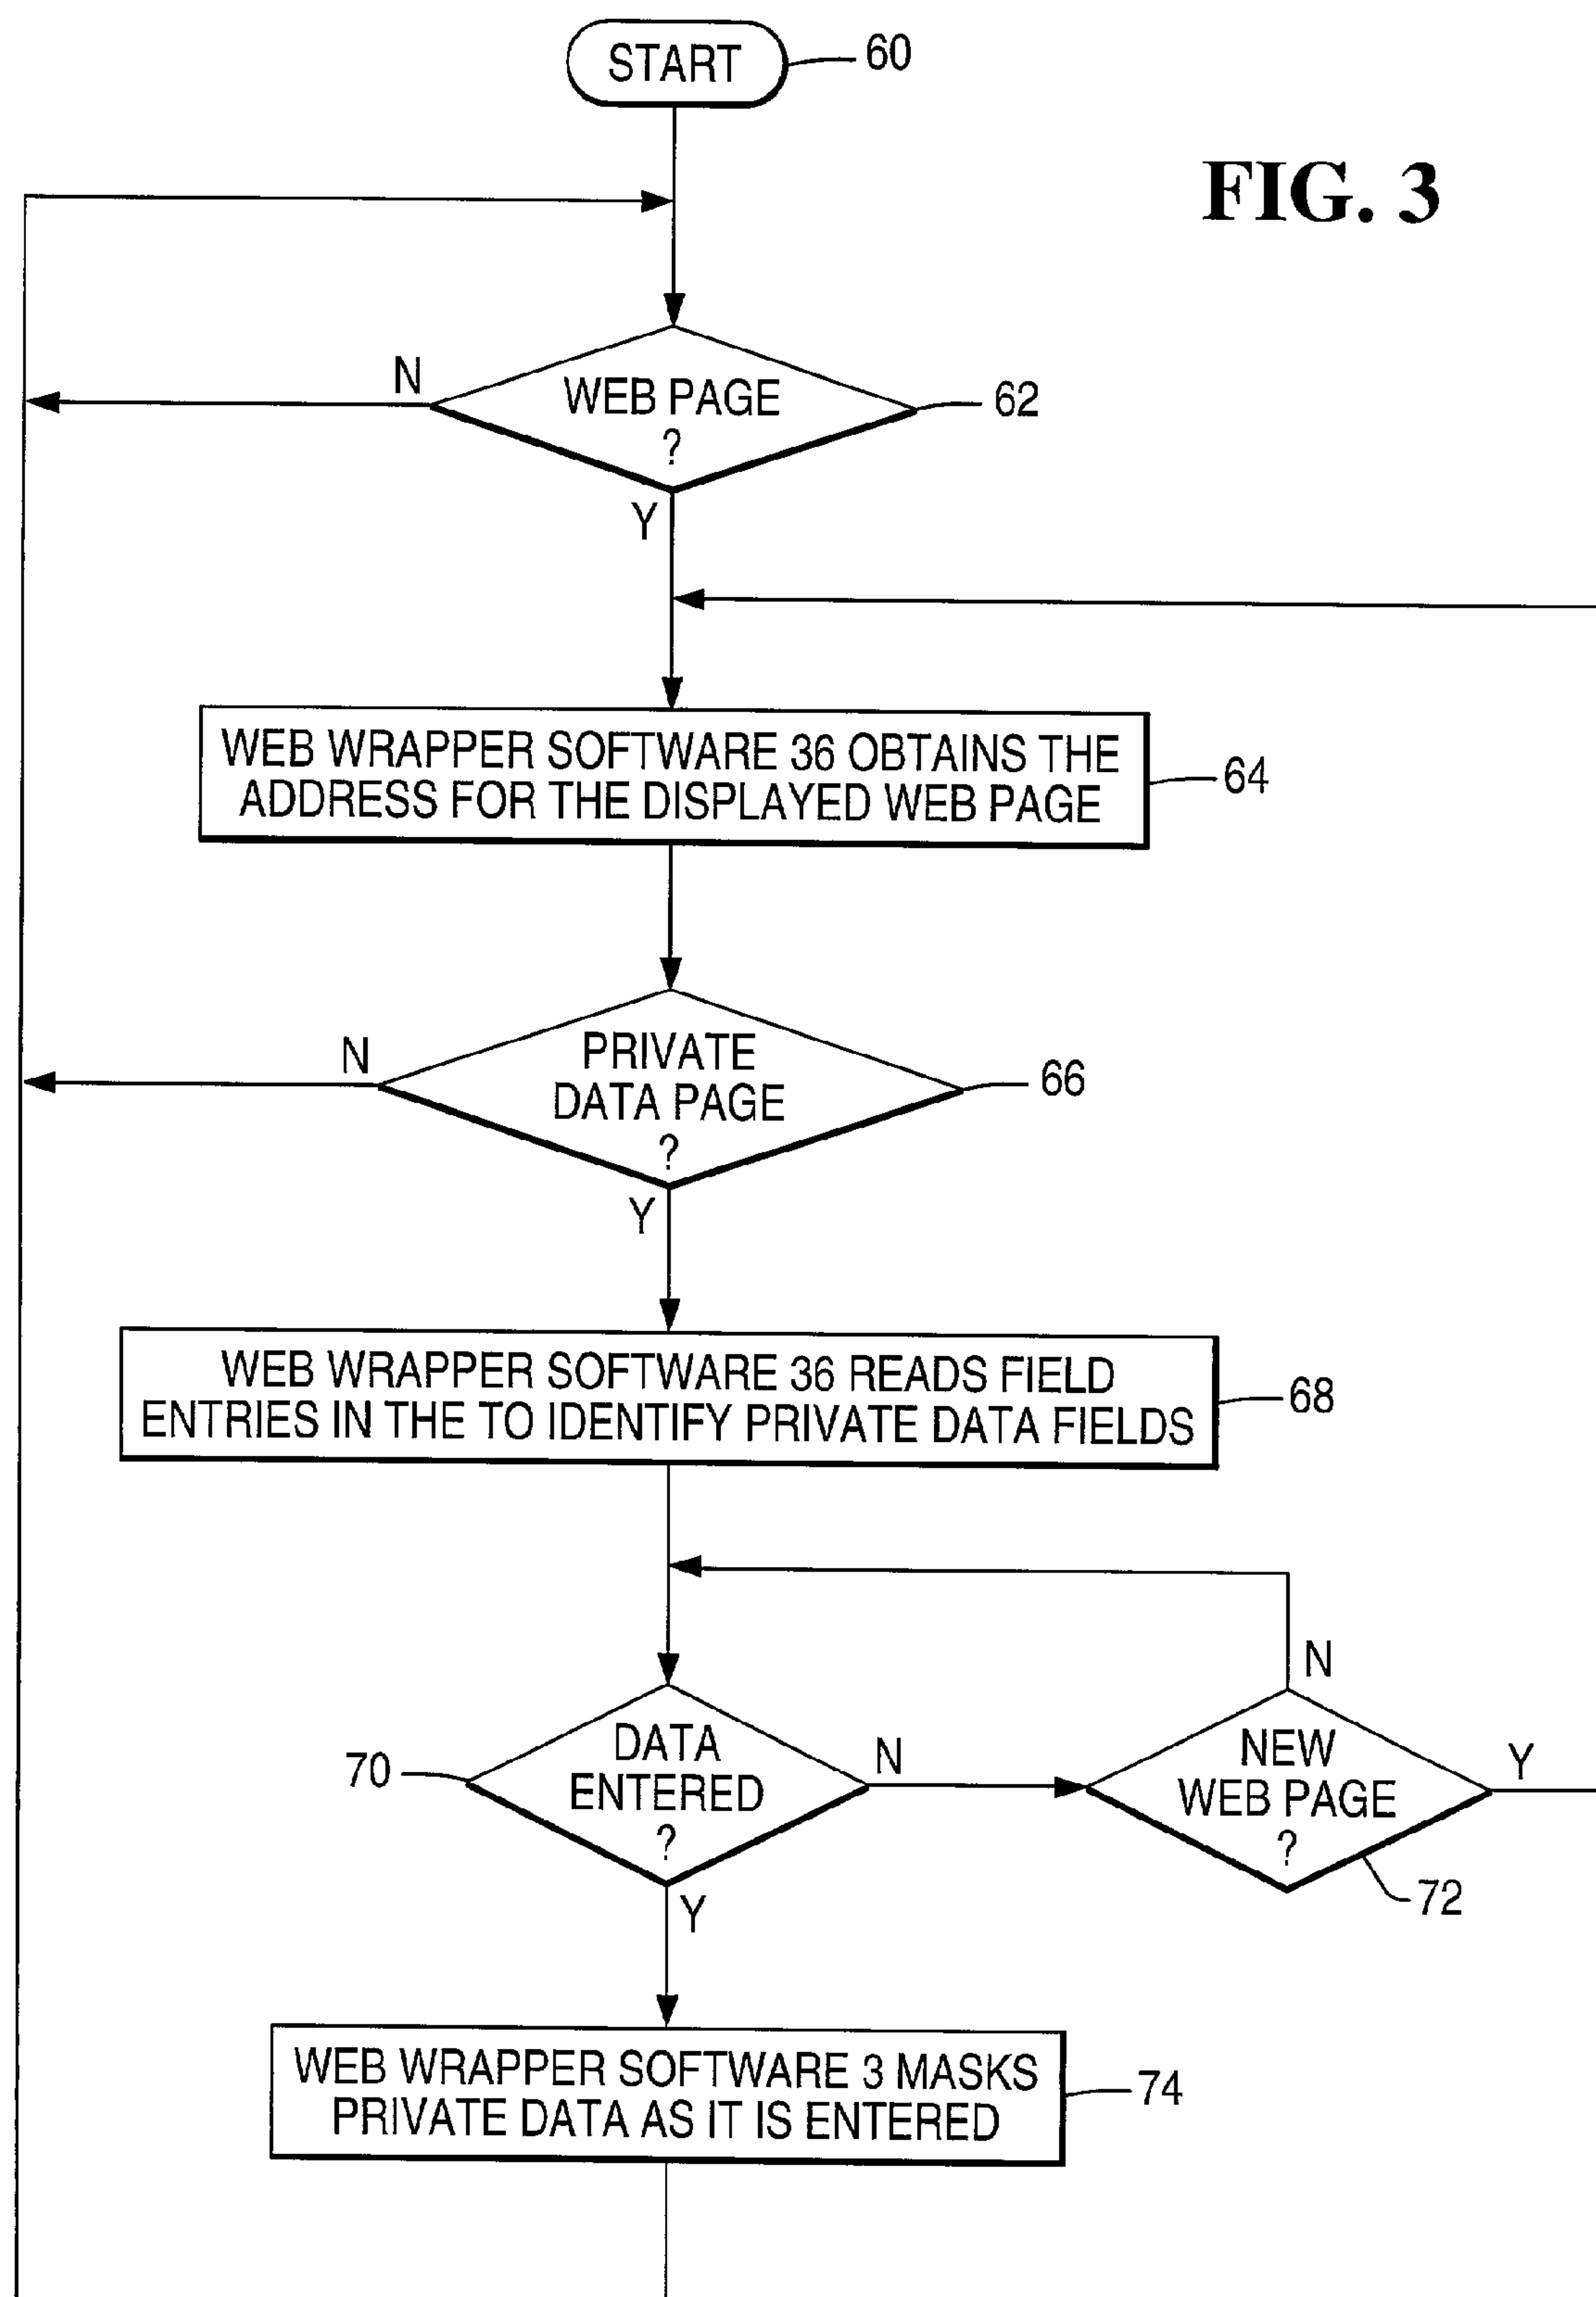 START
60
FIG. 3
N
WEB PAGE
?
62
Y
WEB WRAPPER SOFTWARE 36 OBTAINS THE
ADDRESS FOR THE DISPLAYED WEB PAGE
64
N
PRIVATE
DATA PAGE
?
66
Y
WEB WRAPPER SOFTWARE 36 READS FIELD
ENTRIES IN THE TO IDENTIFY PRIVATE DATA FIELDS
68
70
DATA
ENTERED
?
N
N
NEW
WEB PAGE
?
Y
72
Y
WEB WRAPPER SOFTWARE 3 MASKS
PRIVATE DATA AS IT IS ENTERED
74